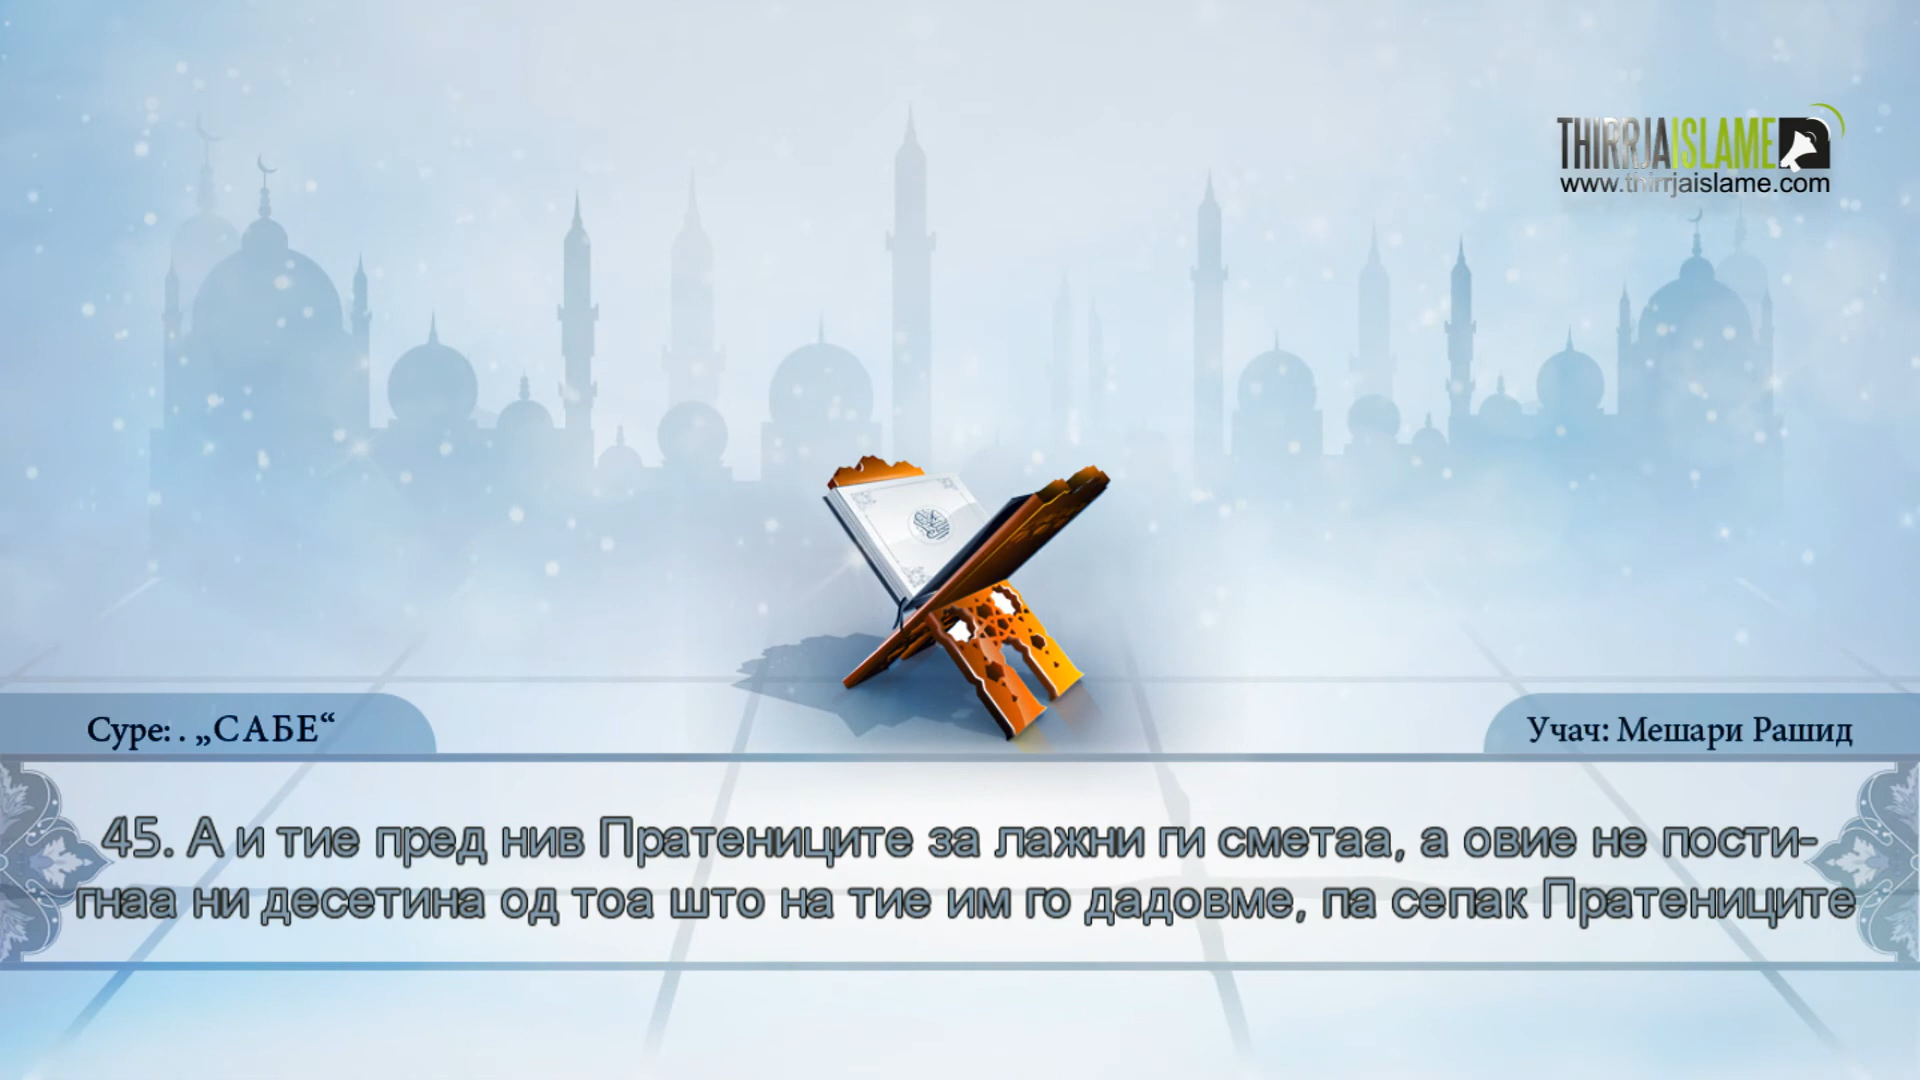 THIRRJAISLAME
www.thirrjaislame.com
Суре: . „САБЕ“
Учач: Мешари Рашид
45. А и тие пред нив Пратениците за лажни ги сметаа, а овие не пости-
гнаа ни десетина од тоа што на тие им го дадовме, па сепак Пратениците